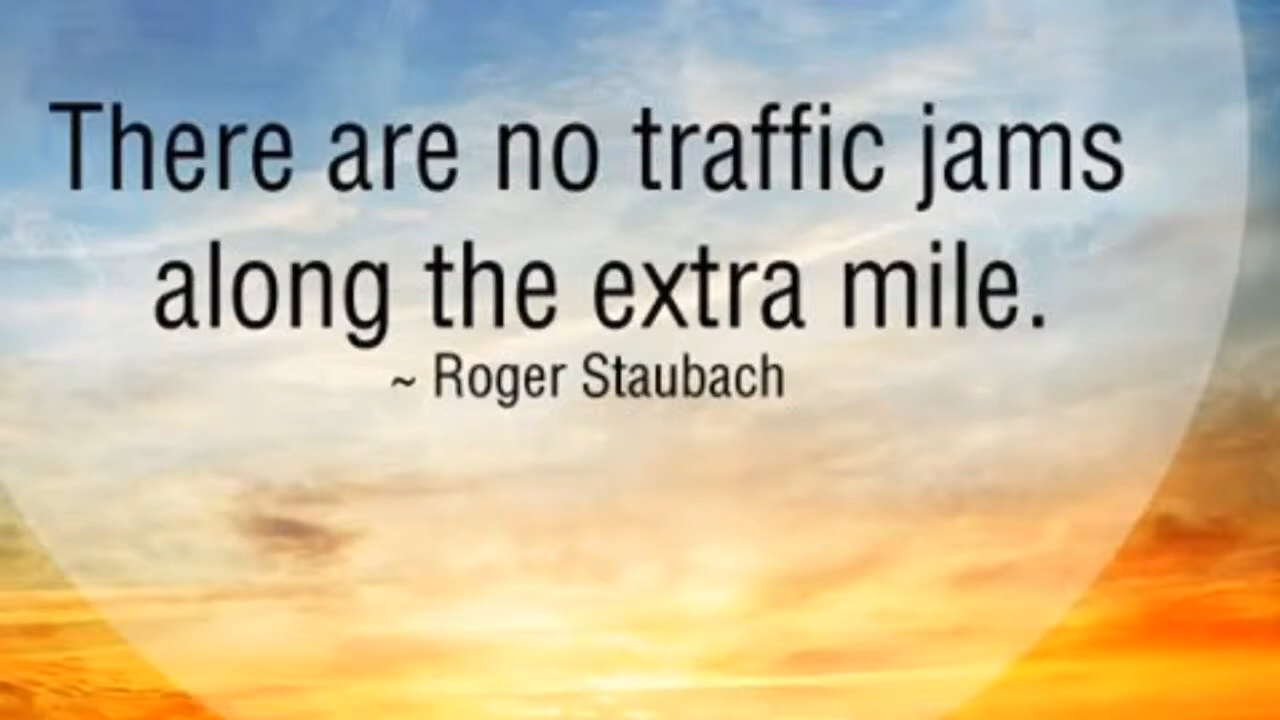 There are no traffic jams
along the extra mile.
~ Roger Staubach